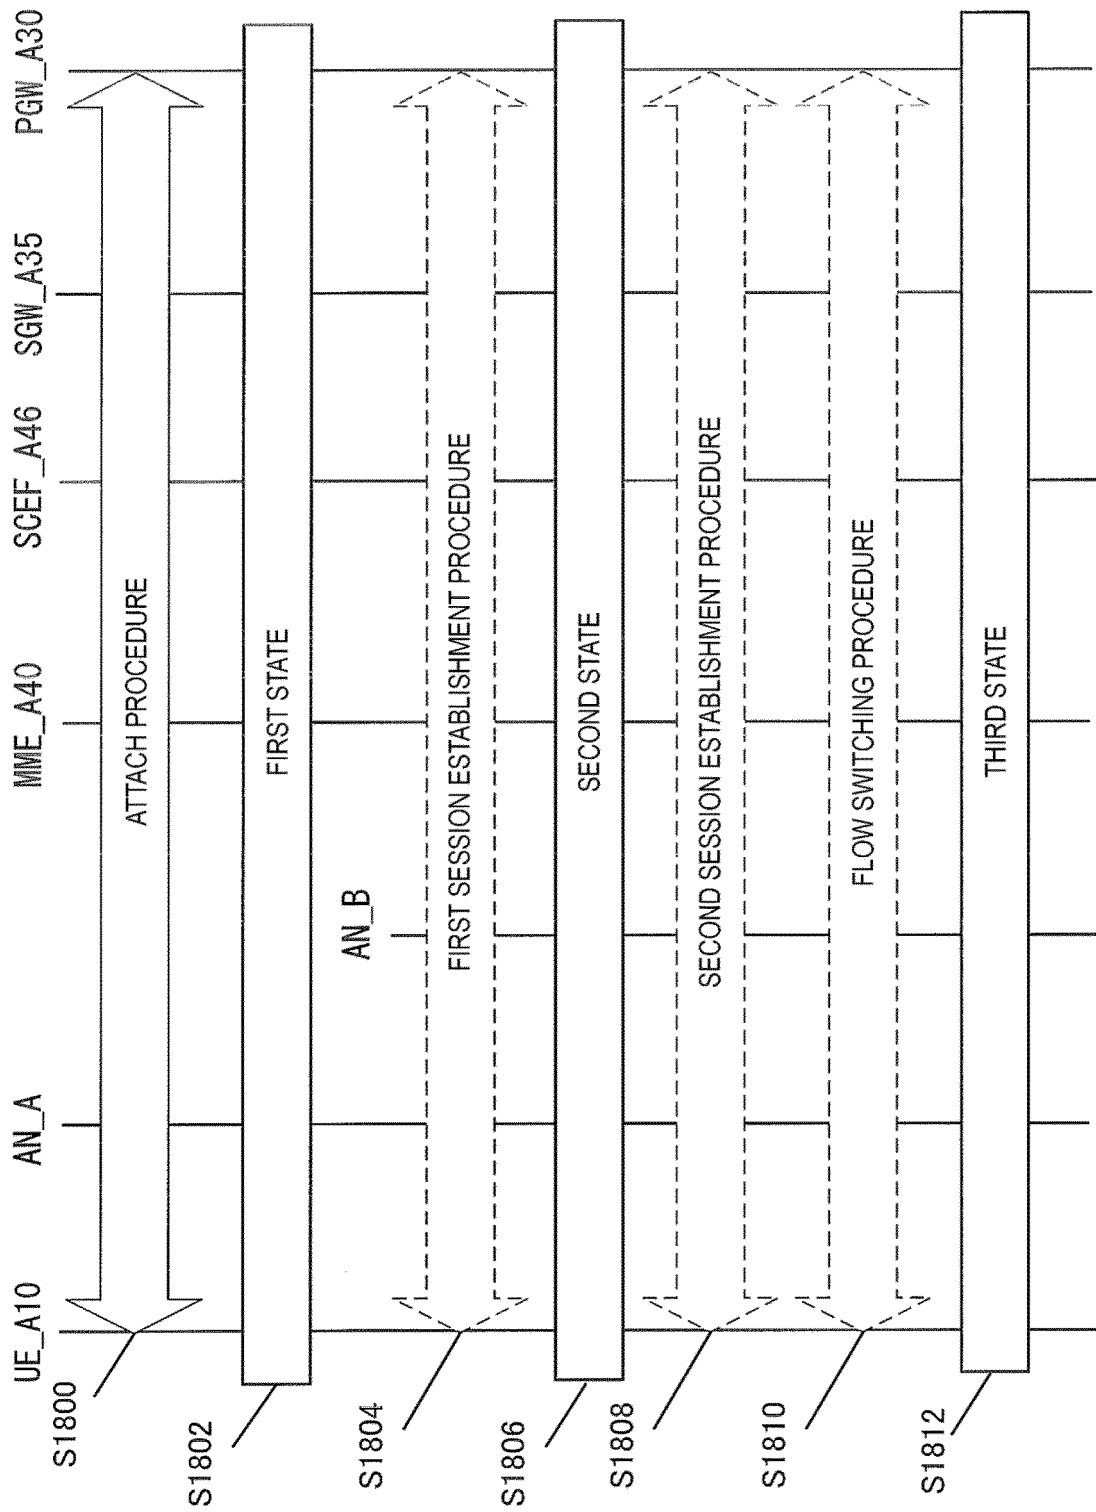 UE_A10
AN_A
MME_A40
SCEF_A46
SGW_A35
PGW_A30
S1800
ATTACH PROCEDURE
S1802
FIRST STATE
AN_B
S1804
FIRST SESSION ESTABLISHMENT PROCEDURE
S1806
SECOND STATE
S1808
SECOND SESSION ESTABLISHMENT PROCEDURE
S1810
FLOW SWITCHING PROCEDURE
S1812
THIRD STATE